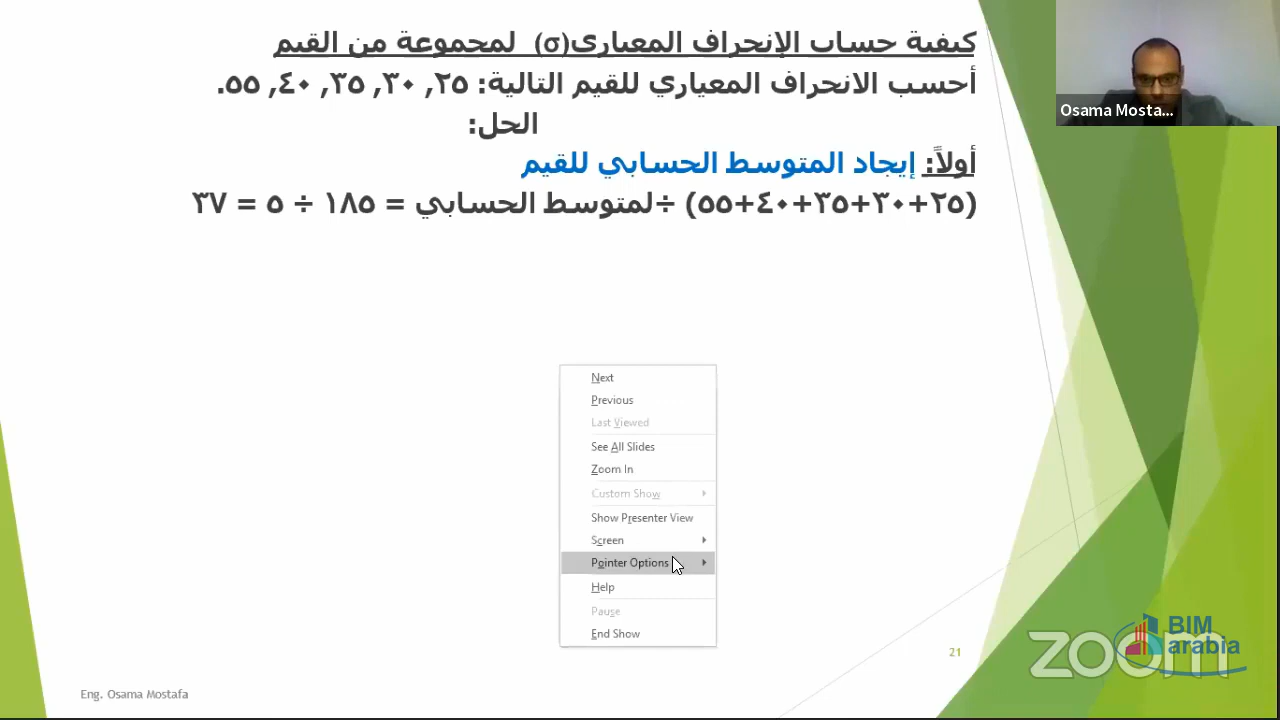 كيفية حساب الإنحراف المعيارى(σ) لمجموعة من القيم
أحسب الانحراف المعياري للقيم التالية: ٢٥, ٣٠, ٣٥, ٤٠, ٥٥.
الحل:
أولاً: إيجاد المتوسط الحسابي للقيم
(٢٥+٣٠+٣٥+٤٠+٥٥) ÷لمتوسط الحسابي = ١٨٥ ÷ ٥ = ٣٧
Osama Mosta...
Next
Previous
Last Viewed
See All Slides
Zoom In
Custom Show
Show Presenter View
Screen
Pointer Options
Help
Pause
End Show
21
Eng. Osama Mostafa
zoom
BIM
arabia